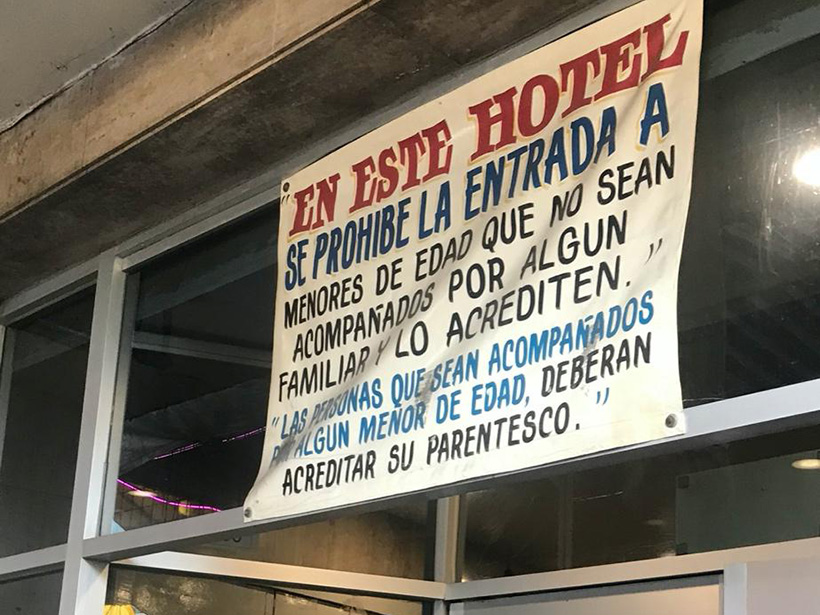 "EN ESTE HOTEL
SE PROHIBE LA ENTRADA A
MENORES DE EDAD QUE NO SEAN
ACOMPAÑADOS POR ALGUN
FAMILIAR Y LO ACREDITEN."
"LAS PERSONAS QUE SEAN ACOMPAÑADOS
POR ALGUN MENOR DE EDAD, DEBERAN
ACREDITAR SU PARENTESCO."